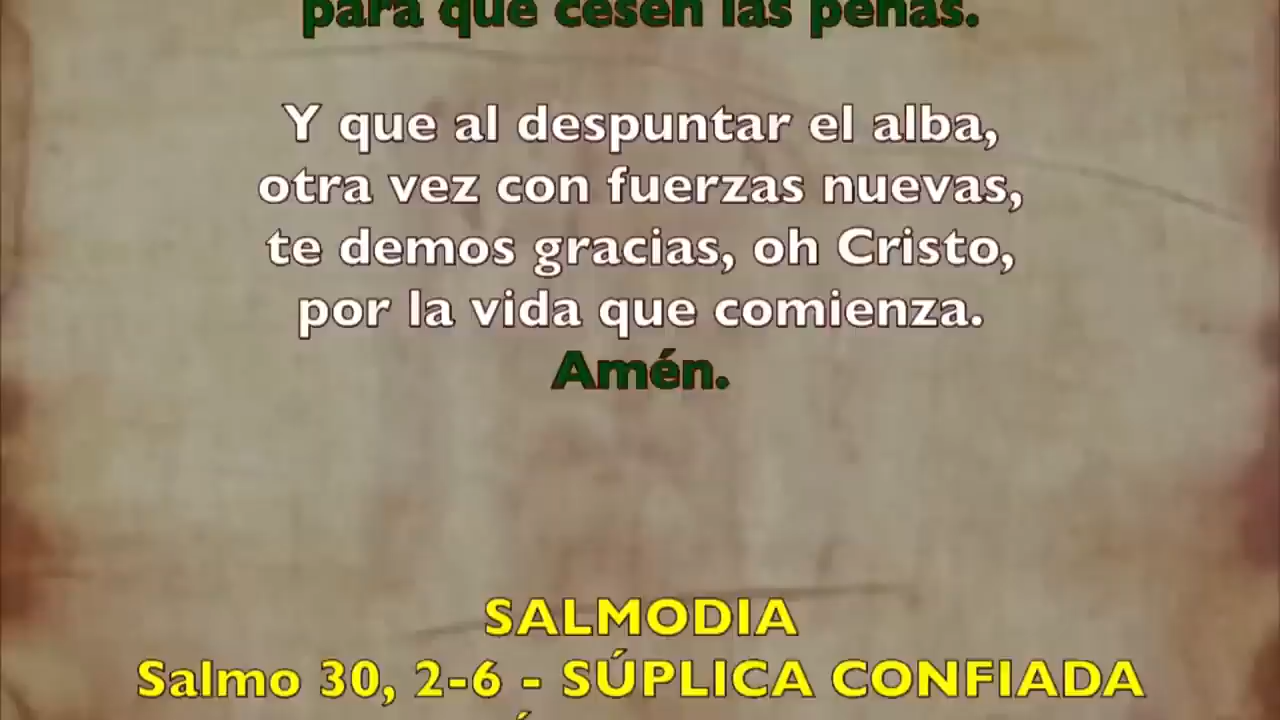 para que cesen las penas.
Y que al despuntar el alba,
otra vez con fuerzas nuevas,
te demos gracias, oh Cristo,
por la vida que comienza.
Amén.
SALMODIA
Salmo 30, 2-6 - SÚPLICA CONFIADA